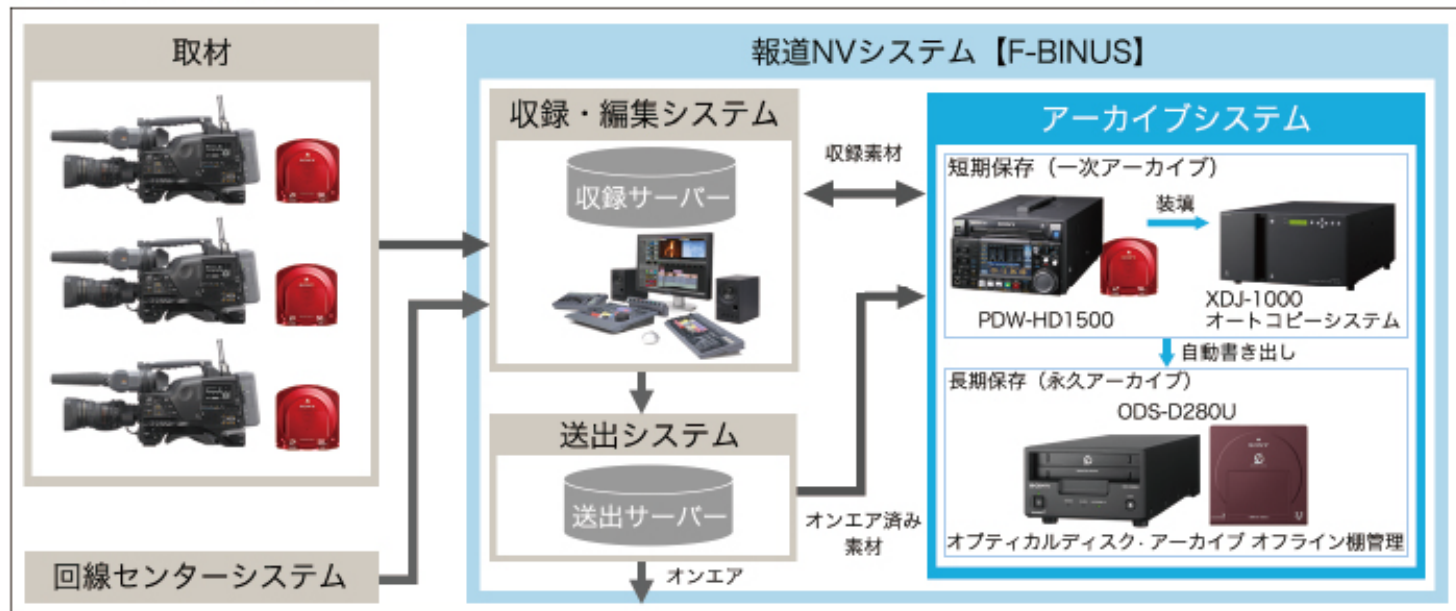 取材
報道NVシステム【F-BINUS】
収録・編集システム
収録サーバー
収録素材
アーカイブシステム
短期保存（一次アーカイブ）
装填
PDW-HD1500
XDJ-1000
オートコピーシステム
自動書き出し
長期保存（永久アーカイブ）
ODS-D280U
オプティカルディスク・アーカイブ オフライン棚管理
送出システム
送出サーバー
オンエア済み
素材
回線センターシステム
オンエア